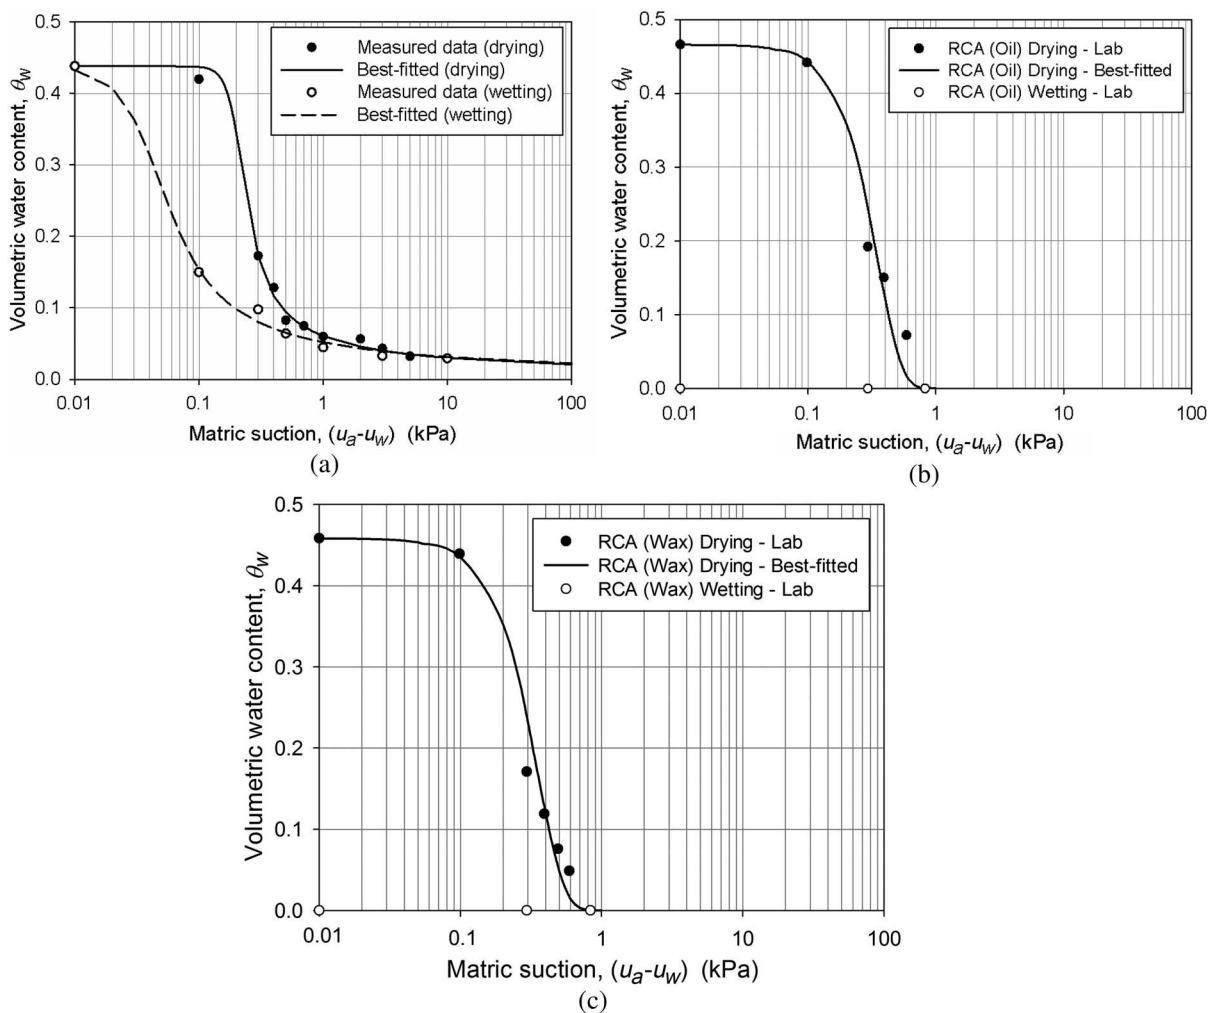 0.5
0.4
0.3
0.2
0.1
0.0
Volumetric water content, θw
Measured data (drying)
Best-fitted (drying)
Measured data (wetting)
Best-fitted (wetting)
0.01 0.1 1 10 100
Matric suction, (ua-uw) (kPa)
(a)
0.5
0.4
0.3
0.2
0.1
0.0
Volumetric water content, θw
RCA (Oil) Drying - Lab
RCA (Oil) Drying - Best-fitted
RCA (Oil) Wetting - Lab
0.01 0.1 1 10 100
Matric suction, (ua-uw) (kPa)
(b)
0.5
0.4
0.3
0.2
0.1
0.0
Volumetric water content, θw
RCA (Wax) Drying - Lab
RCA (Wax) Drying - Best-fitted
RCA (Wax) Wetting - Lab
0.01 0.1 1 10 100
Matric suction, (ua-uw) (kPa)
(c)